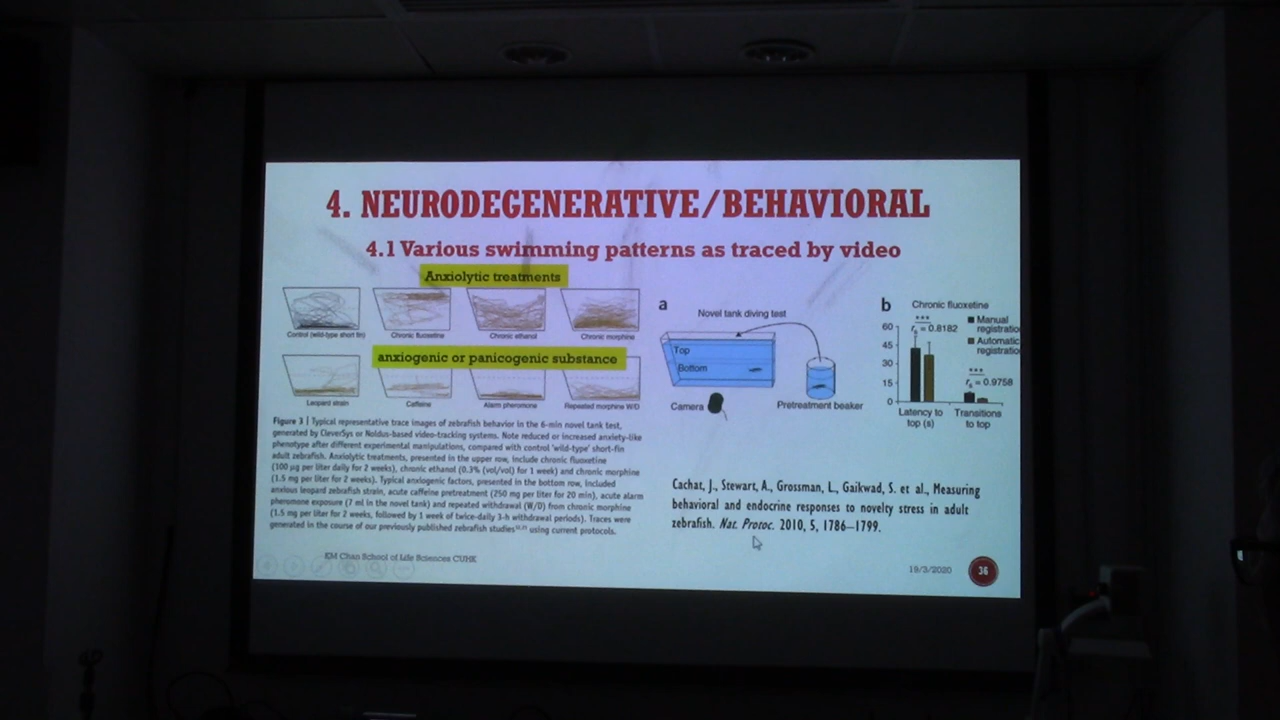 4. NEURODEGENERATIVE/BEHAVIORAL
4.1 Various swimming patterns as traced by video
Anxiolytic treatments
Control (wild-type short fin)
Chronic fluoxetine
Chronic ethanol
Chronic morphine
anxiogenic or panicogenic substance
Leopard strain
Caffeine
Alarm pheromone
Repeated morphine W/D
Figure 3 | Typical representative trace images of zebrafish behavior in the 6-min novel tank test,
generated by CleverSys or Noldus-based video-tracking systems. Note reduced or increased anxiety-like
phenotype after different experimental manipulations, compared with control 'wild-type' short-fin
adult zebrafish. Anxiolytic treatments, presented in the upper row, include chronic fluoxetine
(100 µg per liter daily for 2 weeks), chronic ethanol (0.3% (vol/vol) for 1 week) and chronic morphine
(1.5 mg per liter for 2 weeks). Typical anxiogenic factors, presented in the bottom row, included
anxious leopard zebrafish strain, acute caffeine pretreatment (250 mg per liter for 20 min), acute alarm
pheromone exposure (7 ml in the novel tank) and repeated withdrawal (W/D) from chronic morphine
(1.5 mg per liter for 2 weeks, followed by 1 week of twice-daily 3-h withdrawal periods). Traces were
generated in the course of our previously published zebrafish studies using current protocols.
a
Novel tank diving test
Top
Bottom
Camera
Pretreatment beaker
b
Chronic fluoxetine
Manual
registratio
Automatic
registratio
60
45
30
15
0
***
rs = 0.8182
***
rs = 0.9758
Latency to
top (s)
Transitions
to top
Cachat, J., Stewart, A., Grossman, L., Gaikwad, S. et al., Measuring
behavioral and endocrine responses to novelty stress in adult
zebrafish. Nat. Protoc. 2010, 5, 1786–1799.
KM Chan School of Life Sciences CUHK
19/3/2020
36